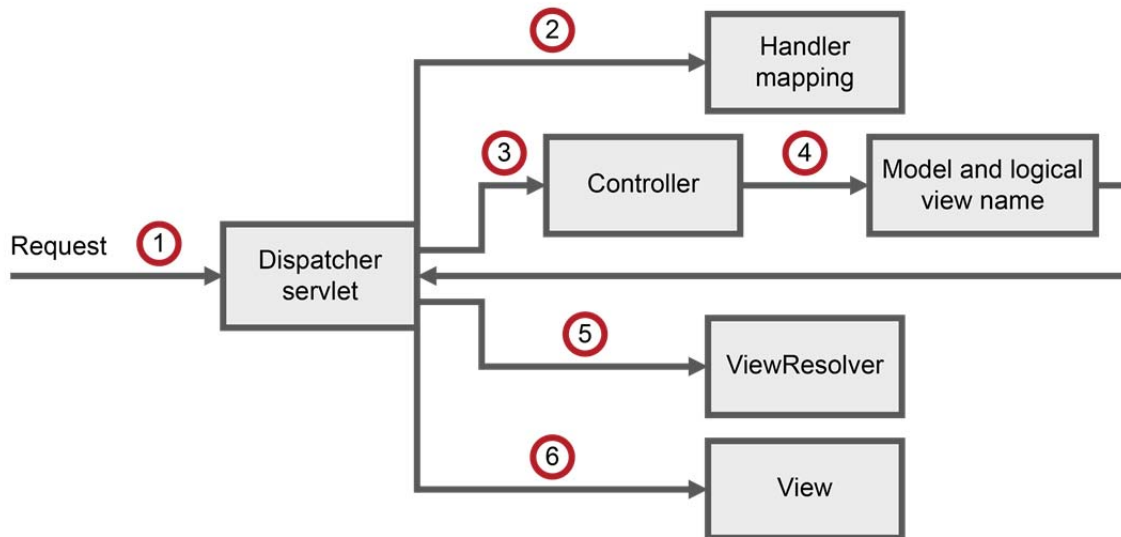 2
Handler
mapping
3
Controller
4
Model and logical
view name
Request
1
Dispatcher
servlet
5
ViewResolver
6
View